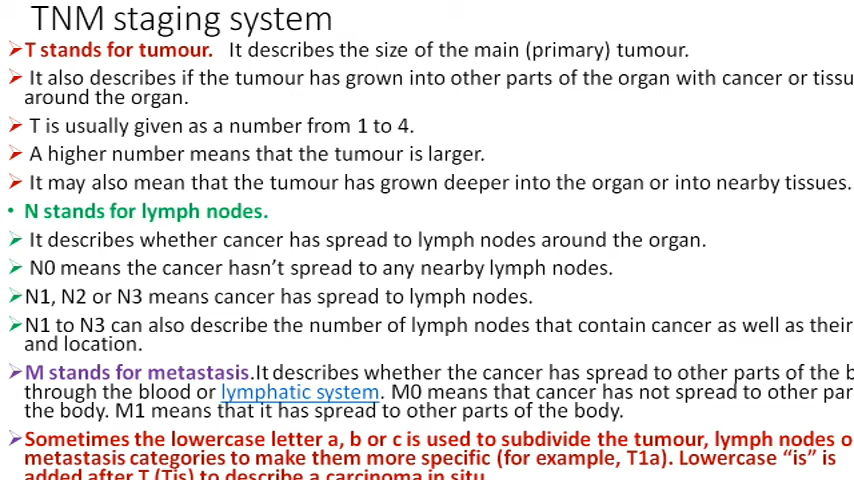 TNM staging system
➢T stands for tumour. It describes the size of the main (primary) tumour.
➢ It also describes if the tumour has grown into other parts of the organ with cancer or tissu
around the organ.
➢ T is usually given as a number from 1 to 4.
➢ A higher number means that the tumour is larger.
➢ It may also mean that the tumour has grown deeper into the organ or into nearby tissues.
• N stands for lymph nodes.
➢ It describes whether cancer has spread to lymph nodes around the organ.
➢ N0 means the cancer hasn’t spread to any nearby lymph nodes.
➢N1, N2 or N3 means cancer has spread to lymph nodes.
➢N1 to N3 can also describe the number of lymph nodes that contain cancer as well as their
and location.
➢M stands for metastasis.It describes whether the cancer has spread to other parts of the b
through the blood or lymphatic system. M0 means that cancer has not spread to other par
the body. M1 means that it has spread to other parts of the body.
➢Sometimes the lowercase letter a, b or c is used to subdivide the tumour, lymph nodes o
metastasis categories to make them more specific (for example, T1a). Lowercase “is” is
added after T (Tis) to describe a carcinoma in situ